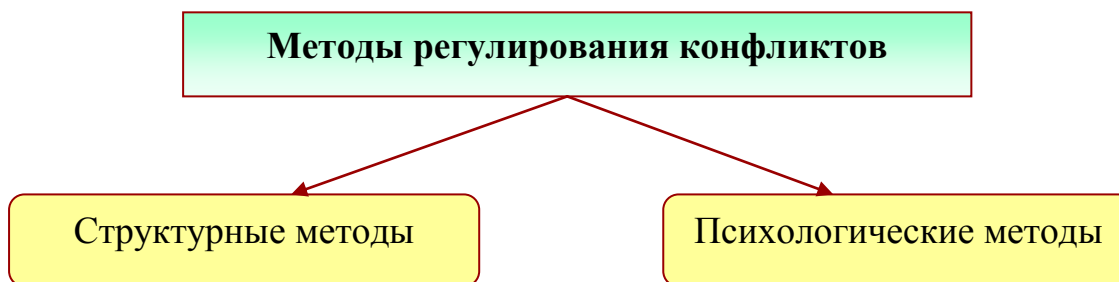 Методы регулирования конфликтов
Структурные методы
Психологические методы